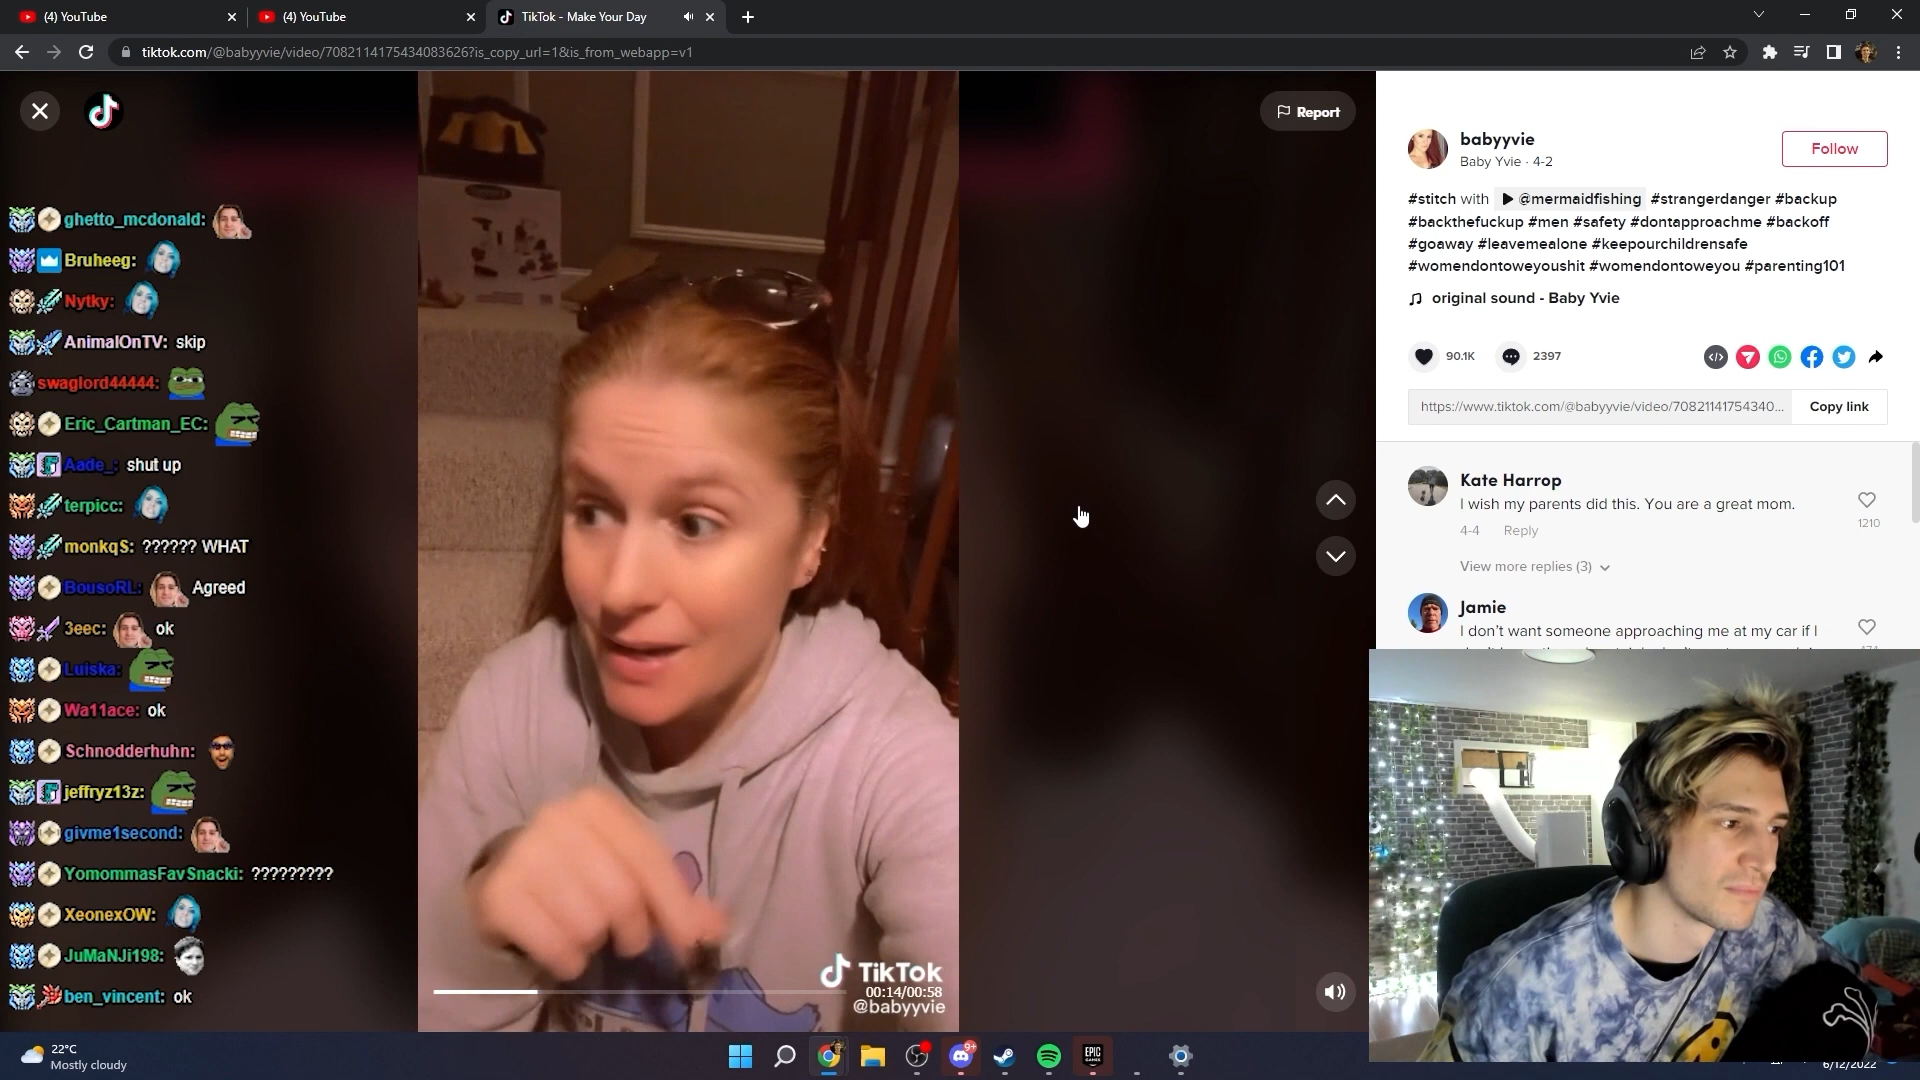 (4) YouTube
(4) YouTube
TikTok - Make Your Day
tiktok.com/@babyyvie/video/7082114175434083626?is_copy_url=1&is_from_webapp=v1
Report
ghetto_mcdonald:
Bruheeg:
Nytky:
AnimalOnTV: skip
swaglord44444:
Eric_Cartman_EC:
Aade_: shut up
terpicc:
monkqS: ?????? WHAT
BousoRL: Agreed
3eec: ok
Luiska:
Wa11ace: ok
Schnodderhuhn:
jeffryz13z:
givme1second:
YomommasFavSnacki: ?????????
XeonexOW:
JuMaNJi198:
ben_vincent: ok
TikTok
00:14/00:58
@babyyvie
babyyvie
Baby Yvie · 4-2
Follow
#stitch with @mermaidfishing #strangerdanger #backup
#backthefuckup #men #safety #dontapproachme #backoff
#goaway #leavemealone #keepourchildrensafe
#womendontoweyoushit #womendontoweyou #parenting101
original sound - Baby Yvie
90.1K
2397
https://www.tiktok.com/@babyyvie/video/70821141754340...
Copy link
Kate Harrop
I wish my parents did this. You are a great mom.
1210
4-4 Reply
View more replies (3)
Jamie
I don't want someone approaching me at my car if I
22°C
Mostly cloudy
9+
EPIC
GAMES
6/12/2022